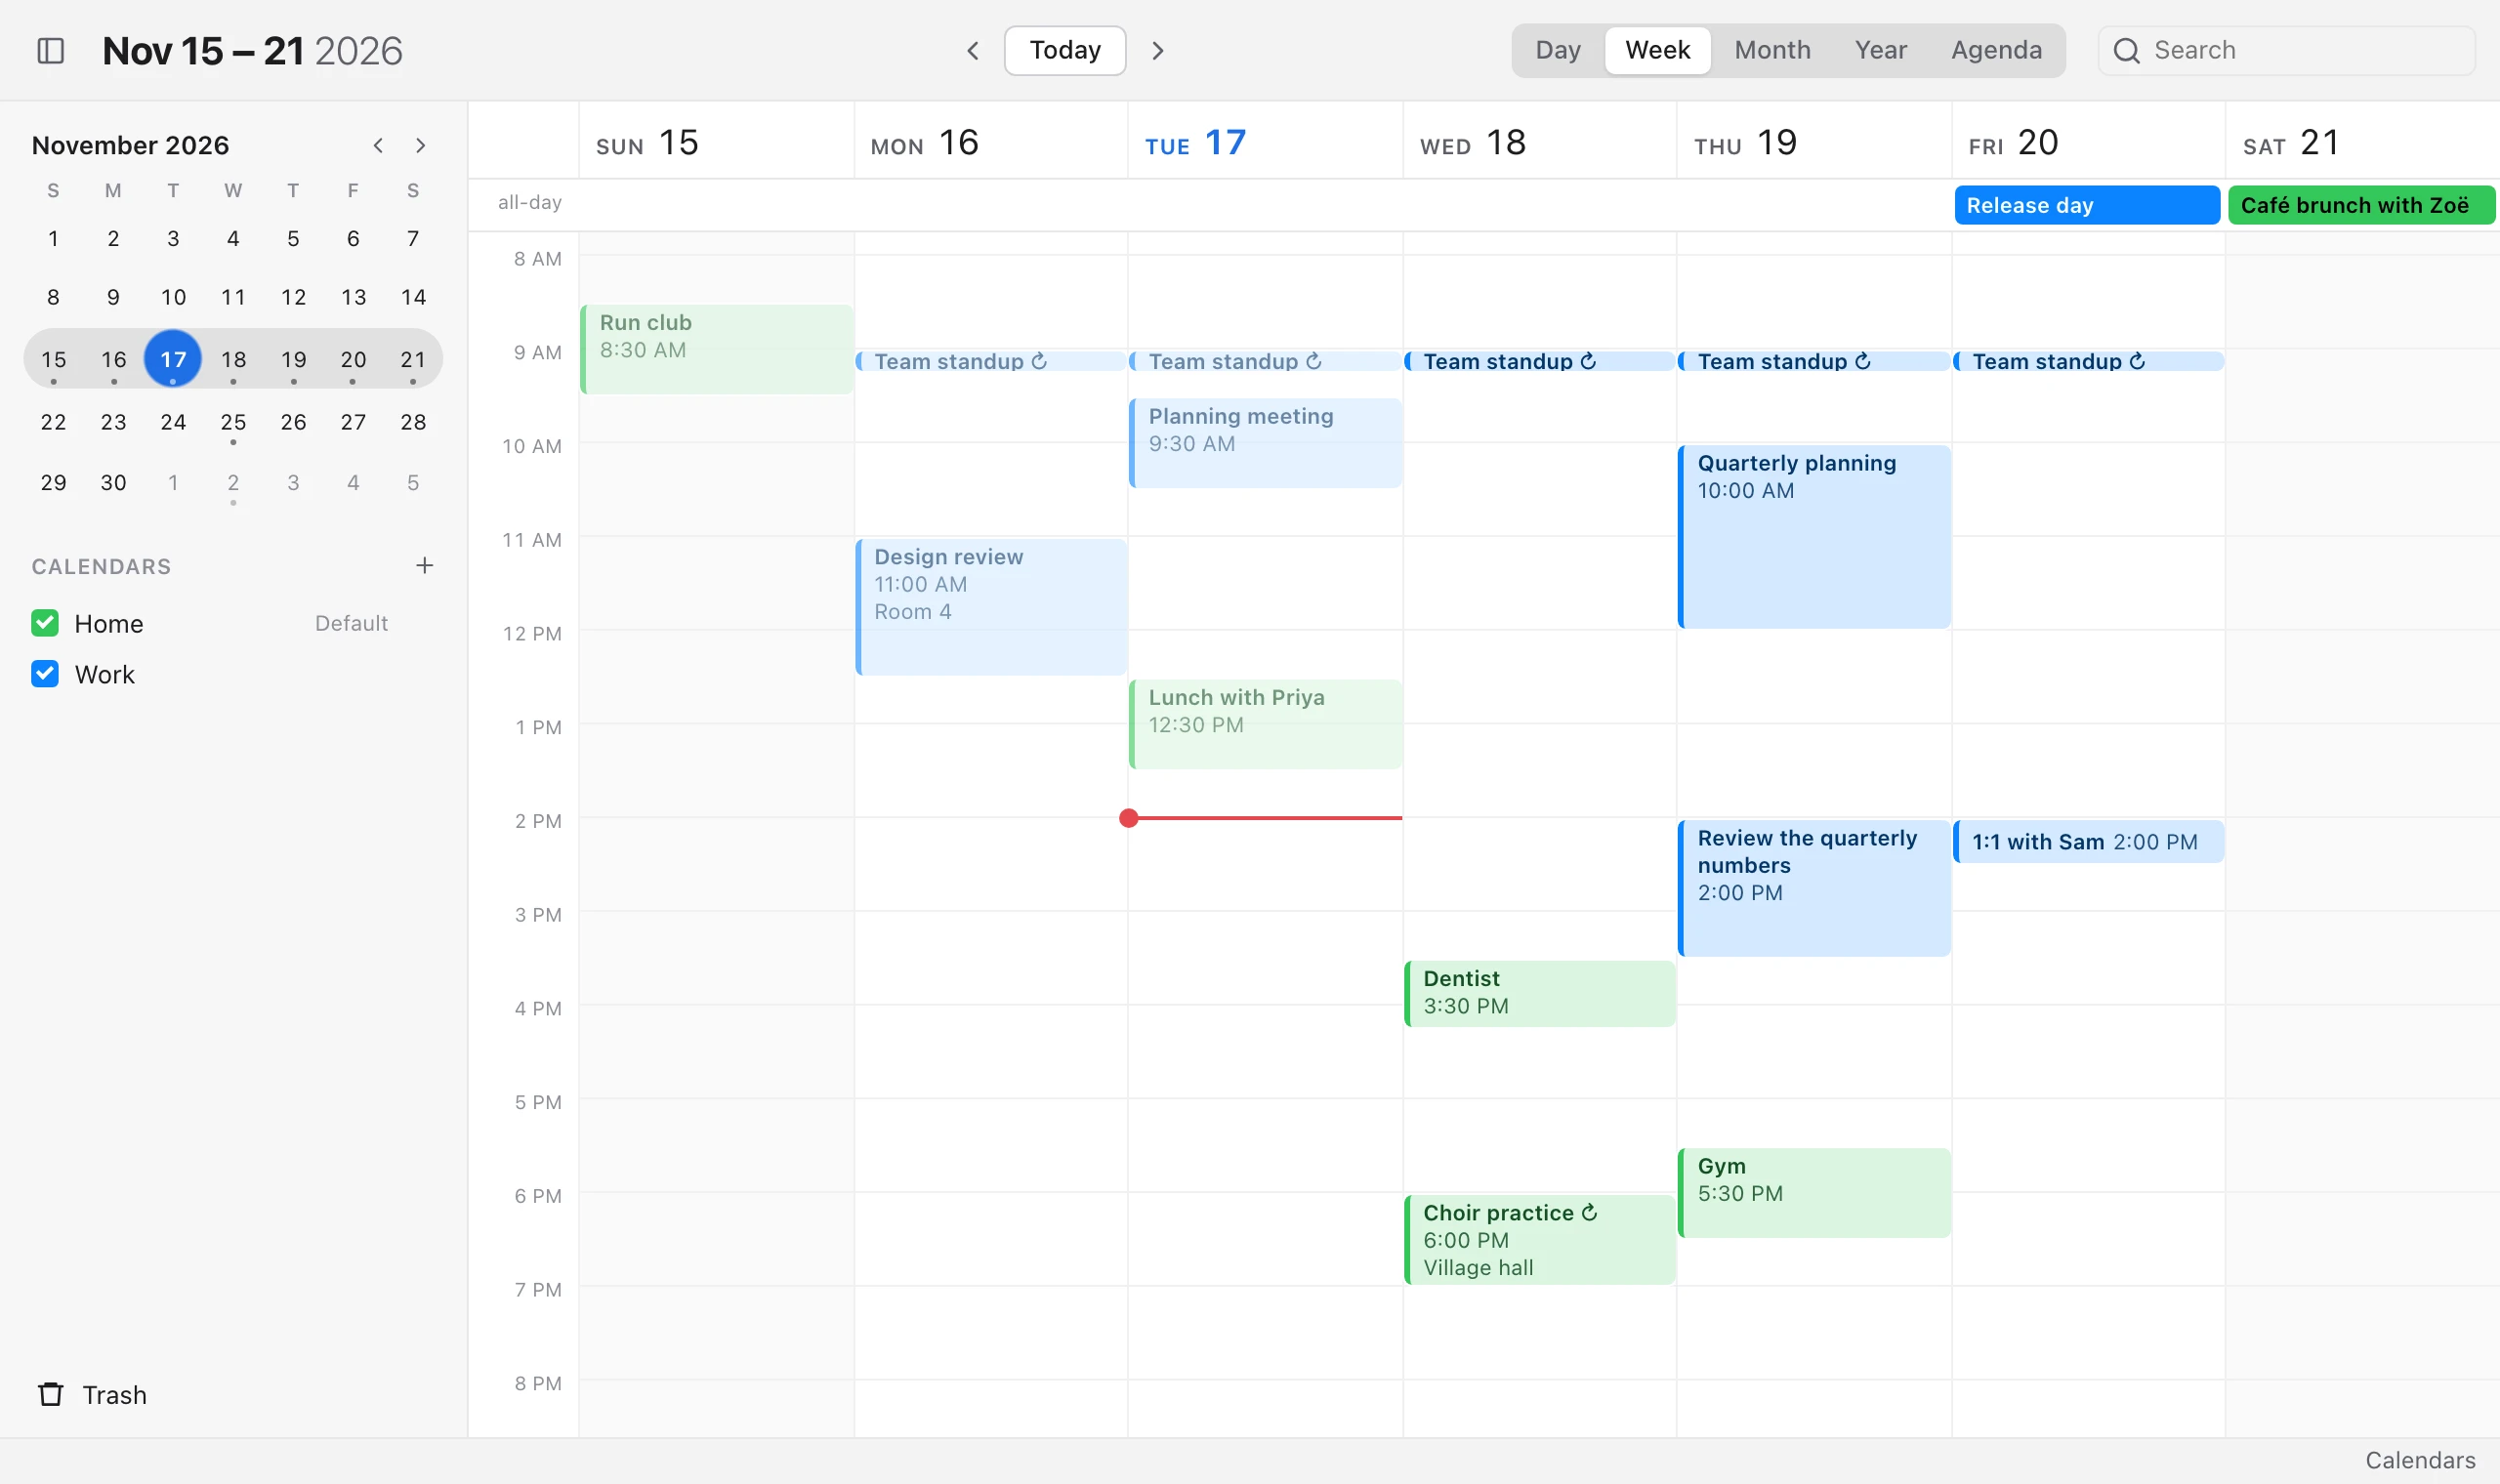 Nov 15 – 21 2026
Today
Day Week Month Year Agenda
Search
November 2026
S M T W T F S
1 2 3 4 5 6 7
8 9 10 11 12 13 14
15 16 17 18 19 20 21
22 23 24 25 26 27 28
29 30 1 2 3 4 5
CALENDARS
Home Default
Work
Trash
SUN 15 MON 16 TUE 17 WED 18 THU 19 FRI 20 SAT 21
all-day
Release day
Café brunch with Zoë
8 AM
9 AM
10 AM
11 AM
12 PM
1 PM
2 PM
3 PM
4 PM
5 PM
6 PM
7 PM
8 PM
Run club
8:30 AM
Team standup
Design review
11:00 AM
Room 4
Team standup
Planning meeting
9:30 AM
Lunch with Priya
12:30 PM
Team standup
Dentist
3:30 PM
Choir practice
6:00 PM
Village hall
Team standup
Quarterly planning
10:00 AM
Review the quarterly
numbers
2:00 PM
Gym
5:30 PM
Team standup
1:1 with Sam 2:00 PM
Calendars